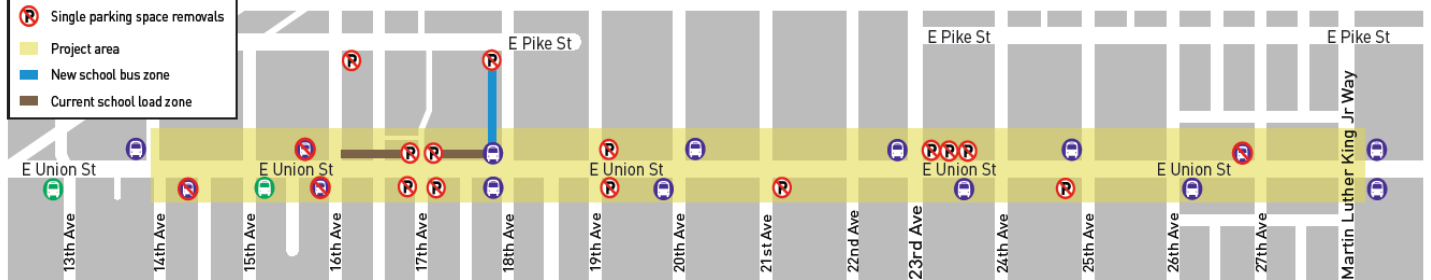 Single parking space removals
Project area
New school bus zone
Current school load zone
E Pike St
E Pike St
E Pike St
E Union St
E Union St
E Union St
E Union St
E Union St
13th Ave
14th Ave
15th Ave
16th Ave
17th Ave
18th Ave
19th Ave
20th Ave
21st Ave
22nd Ave
23rd Ave
24th Ave
25th Ave
26th Ave
27th Ave
Martin Luther King Jr Way